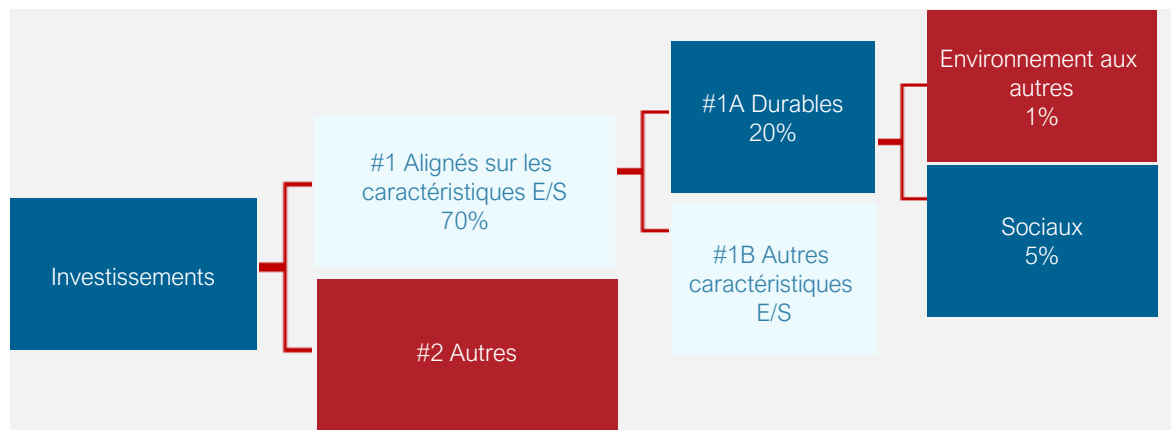 Investissements
#1 Alignés sur les
caractéristiques E/S
70%
#2 Autres
#1A Durables
20%
#1B Autres
caractéristiques
E/S
Environnement aux
autres
1%
Sociaux
5%